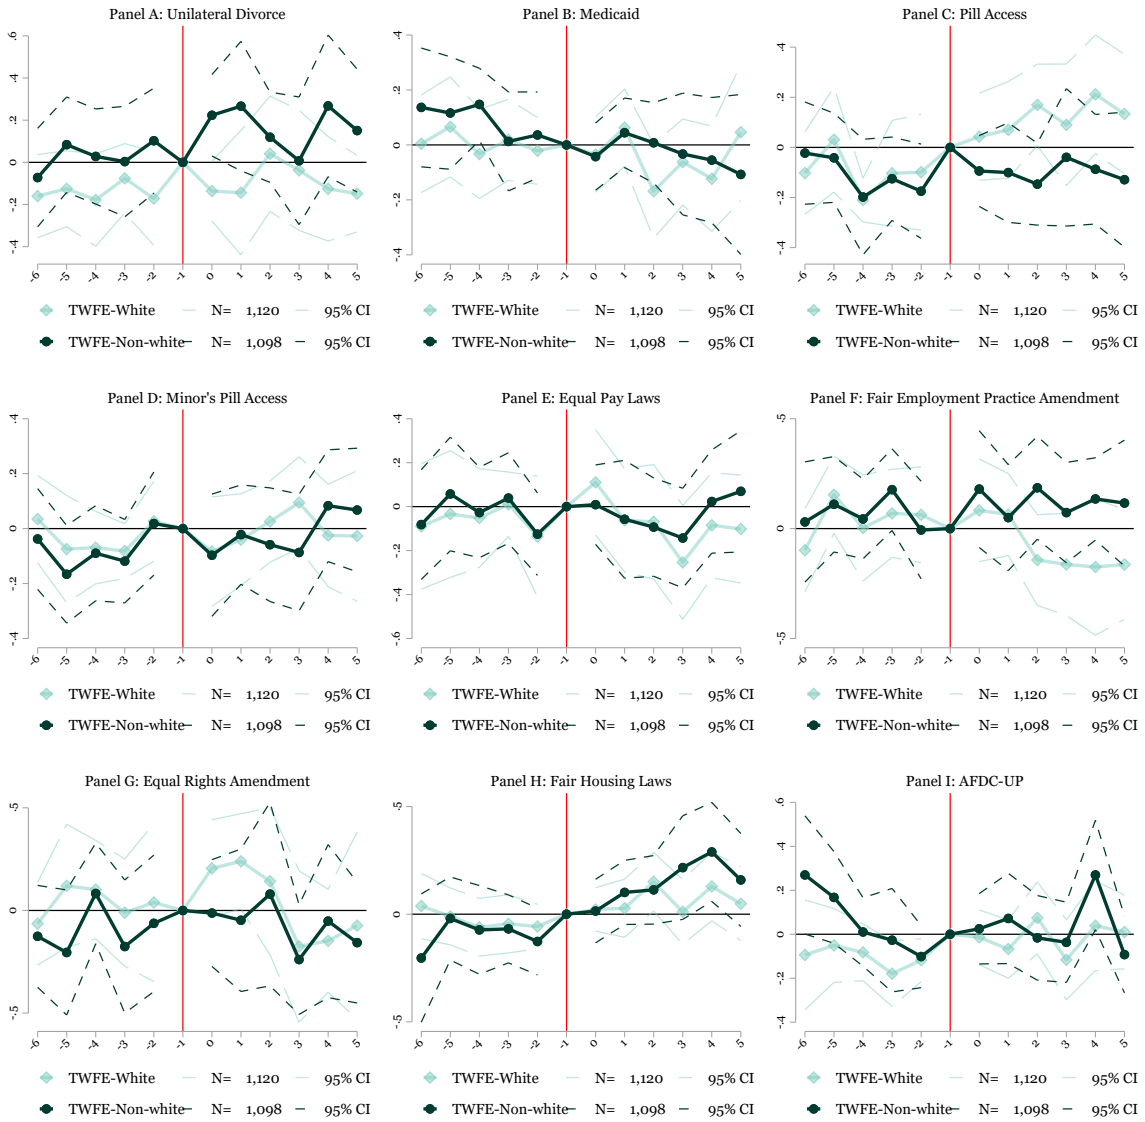 Panel A: Unilateral Divorce
.6
.4
.2
0
-.2
-.4
-6 -5 -4 -3 -2 -1 0 1 2 3 4 5
TWFE-White N= 1,120 95% CI
TWFE-Non-white N= 1,098 95% CI
Panel B: Medicaid
.4
.2
0
-.2
-.4
-6 -5 -4 -3 -2 -1 0 1 2 3 4 5
TWFE-White N= 1,120 95% CI
TWFE-Non-white N= 1,098 95% CI
Panel C: Pill Access
.4
.2
0
-.2
-.4
-6 -5 -4 -3 -2 -1 0 1 2 3 4 5
TWFE-White N= 1,120 95% CI
TWFE-Non-white N= 1,098 95% CI
Panel D: Minor's Pill Access
.4
.2
0
-.2
-.4
-6 -5 -4 -3 -2 -1 0 1 2 3 4 5
TWFE-White N= 1,120 95% CI
TWFE-Non-white N= 1,098 95% CI
Panel E: Equal Pay Laws
.4
.2
0
-.2
-.4
-.6
-6 -5 -4 -3 -2 -1 0 1 2 3 4 5
TWFE-White N= 1,120 95% CI
TWFE-Non-white N= 1,098 95% CI
Panel F: Fair Employment Practice Amendment
.5
0
-.5
-6 -5 -4 -3 -2 -1 0 1 2 3 4 5
TWFE-White N= 1,120 95% CI
TWFE-Non-white N= 1,098 95% CI
Panel G: Equal Rights Amendment
.5
0
-.5
-6 -5 -4 -3 -2 -1 0 1 2 3 4 5
TWFE-White N= 1,120 95% CI
TWFE-Non-white N= 1,098 95% CI
Panel H: Fair Housing Laws
.5
0
-.5
-6 -5 -4 -3 -2 -1 0 1 2 3 4 5
TWFE-White N= 1,120 95% CI
TWFE-Non-white N= 1,098 95% CI
Panel I: AFDC-UP
.6
.4
.2
0
-.2
-.4
-6 -5 -4 -3 -2 -1 0 1 2 3 4 5
TWFE-White N= 1,120 95% CI
TWFE-Non-white N= 1,098 95% CI